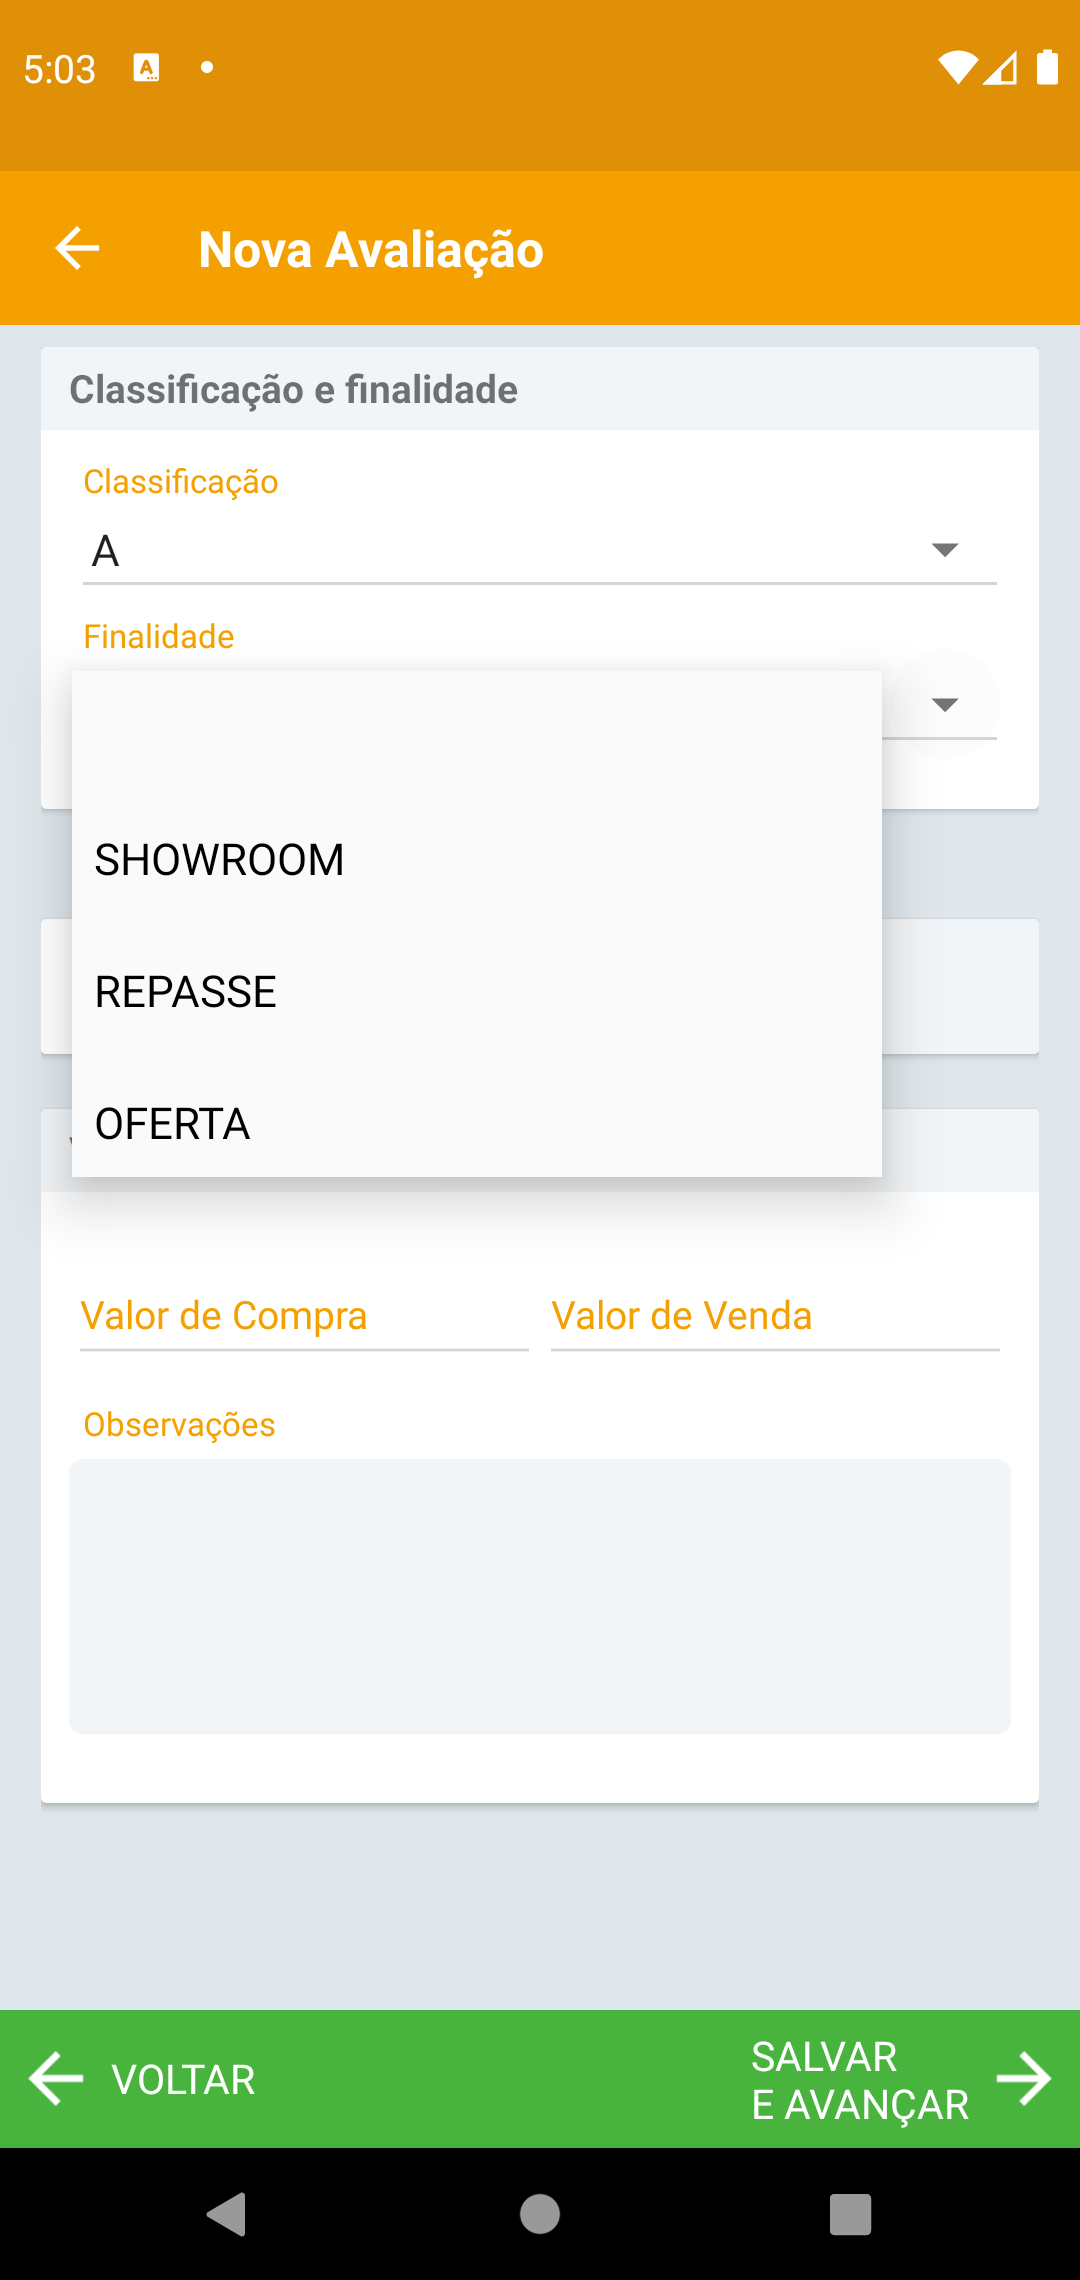 5:03
Nova Avaliação
Classificação e finalidade
Classificação
A
Finalidade
SHOWROOM
REPASSE
OFERTA
Valor de Compra
Valor de Venda
Observações
VOLTAR
SALVAR
E AVANÇAR